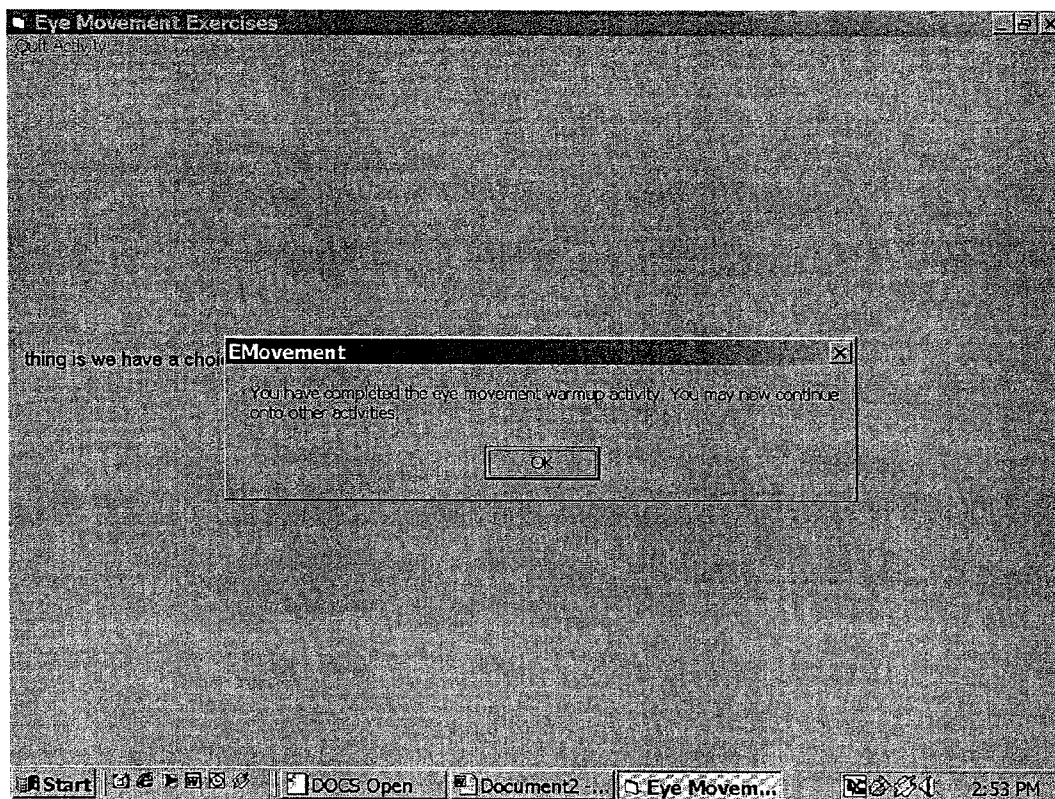 Eye Movement Exercises
Quit Activity
thing is we have a choi
EMovement
You have completed the eye movement warmup activity. You may now continue
onto other activities.
OK
Start
DOCS Open
Document2 ...
Eye Movem...
2:53 PM